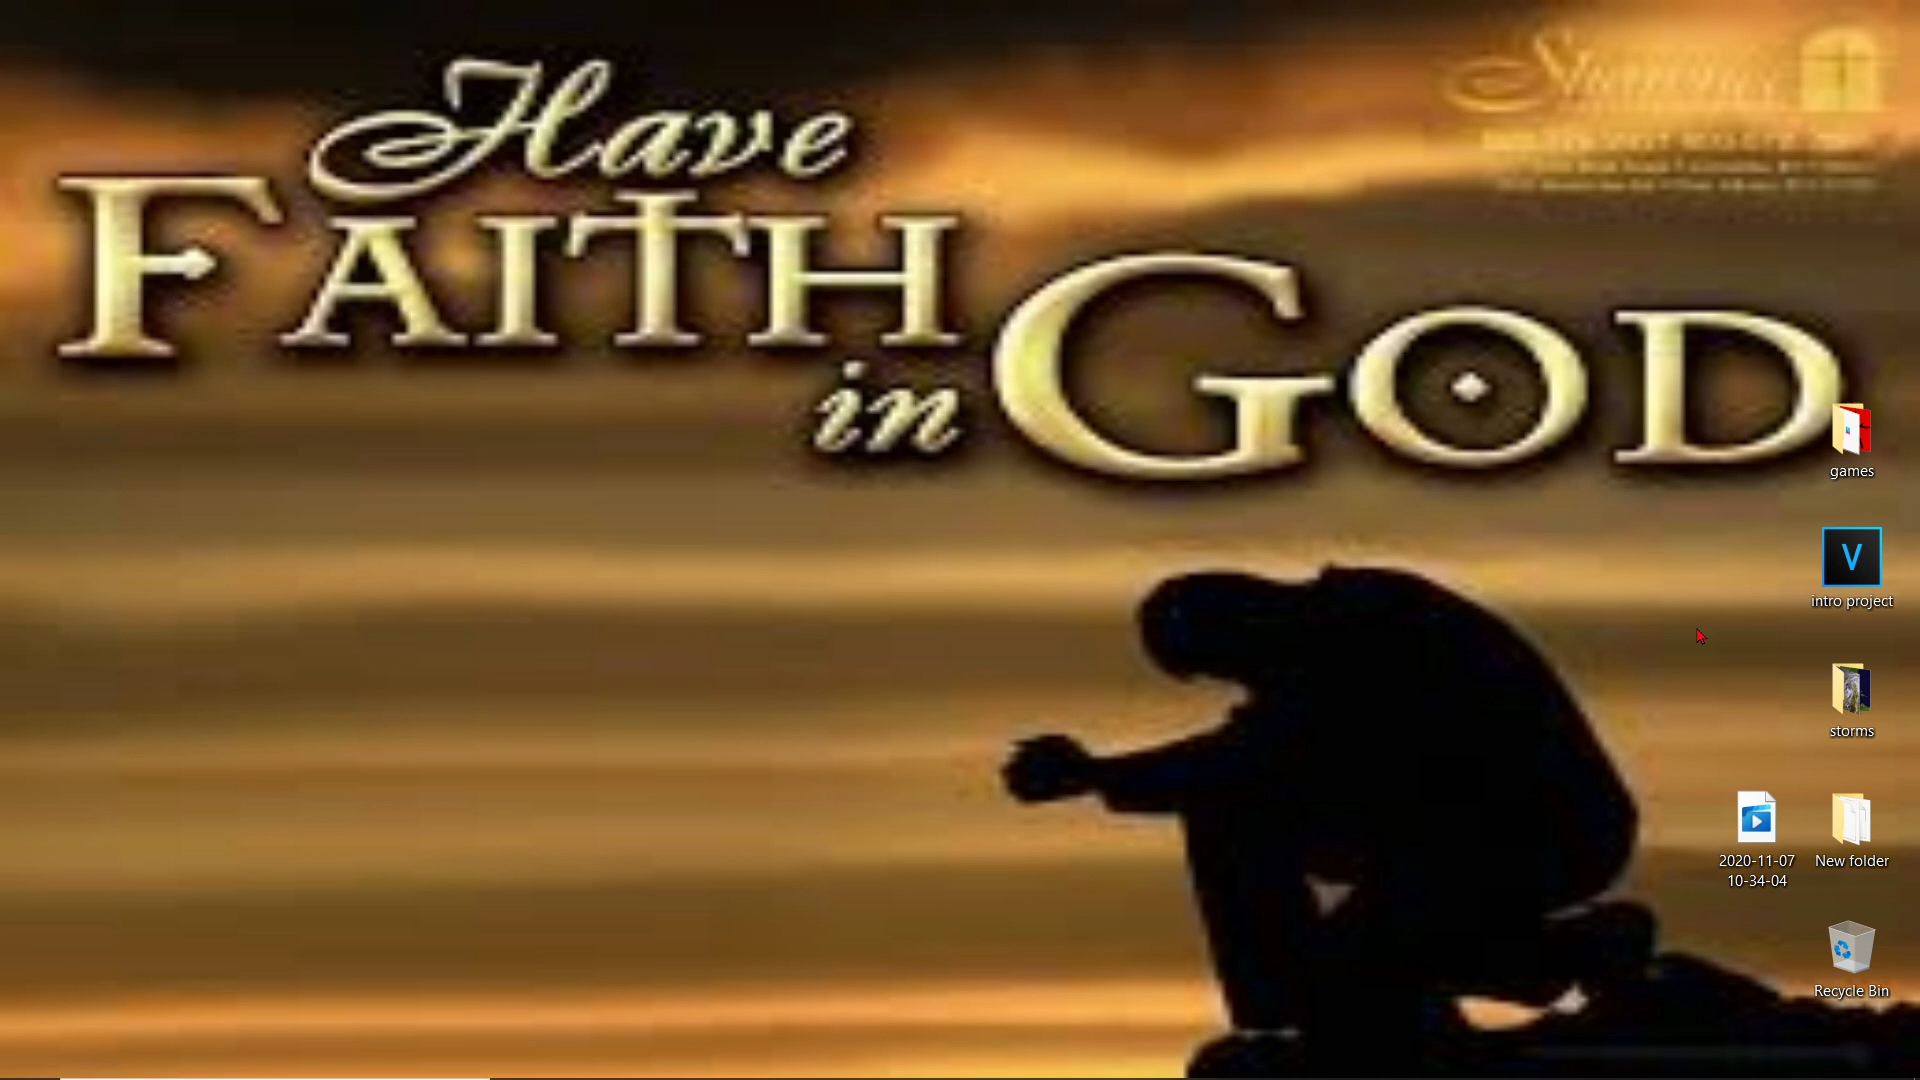 Have
FAITH
in GOD
games
V
intro project
storms
2020-11-07
10-34-04
New folder
Recycle Bin